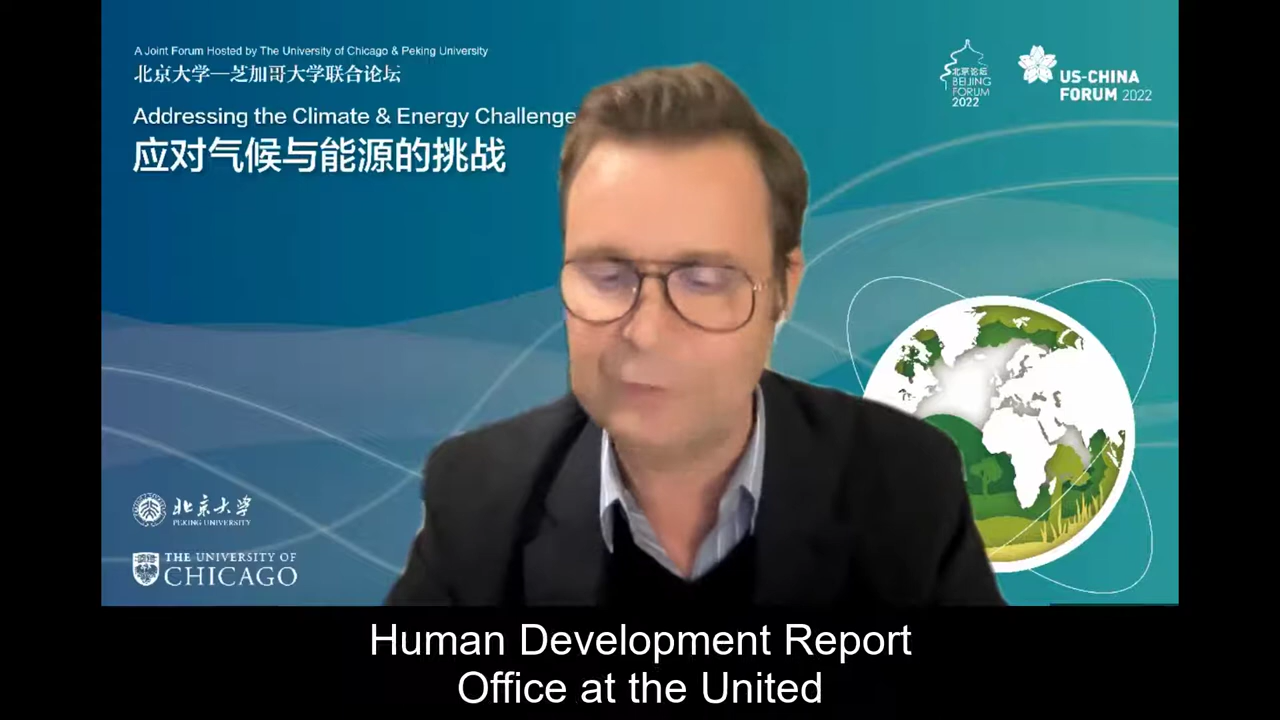 A Joint Forum Hosted by The University of Chicago & Peking University
北京大学—芝加哥大学联合论坛
Addressing the Climate & Energy Challenge
应对气候与能源的挑战
北京论坛
BEIJING
FORUM
2022
US-CHINA
FORUM 2022
北京大学
PEKING UNIVERSITY
THE UNIVERSITY OF
CHICAGO
Human Development Report
Office at the United